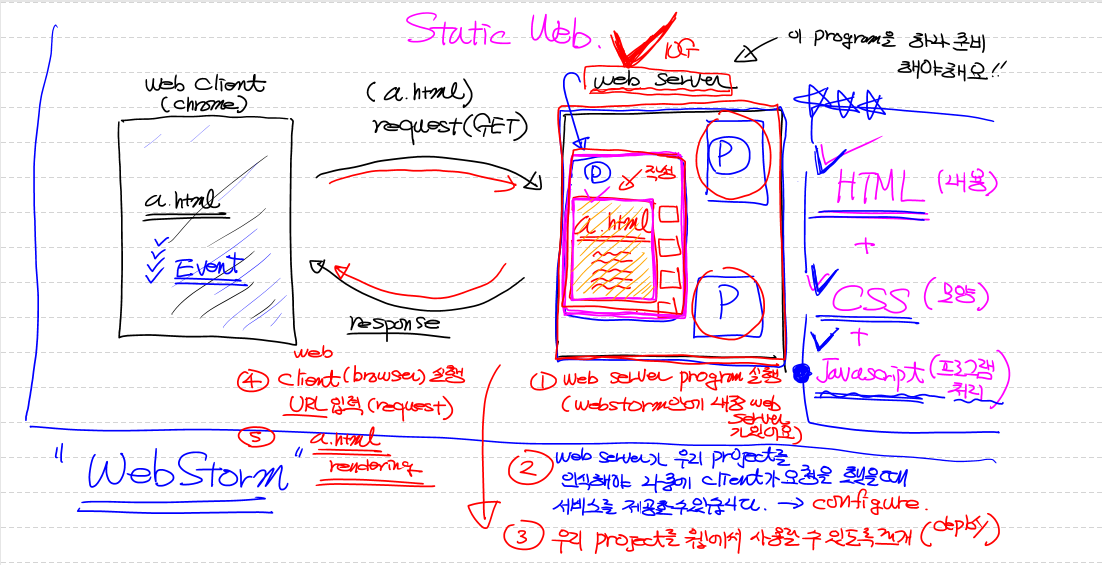 Static Web.
10G
이 program을 하나 준비
해야해요!!
web client
(chrome)
(a.html)
request(GET)
web server
a.html
Event
response
P
작성
a.html
P
P
HTML (내용)
+
CSS (모양)
+
Javascript (프로그램
처리)
① web server program 실행
(webstorm안에 내장 web
server
가 있어요)
② web server가 우리 project를
인식해야 나중에 client가 요청을 했을 때
서비스를 제공할 수 있습니다. → configure.
③ 우리 project를 웹에서 사용할 수 있도록 전개 (deploy)
web
④ client (browser) 실행
URL 입력 (request)
⑤ a.html
rendering
"WebStorm"